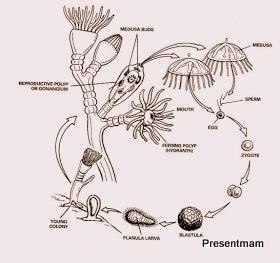 MEDUSA BUDS
MEDUSA
REPRODUCTIVE POLYP
OR GONANGIUM
SPERM
MOUTH
EGG
FEEDING POLYP
(HYDRANTH)
ZYGOTE
YOUNG
COLONY
PLANULA LARVA
BLASTULA
Presentmam